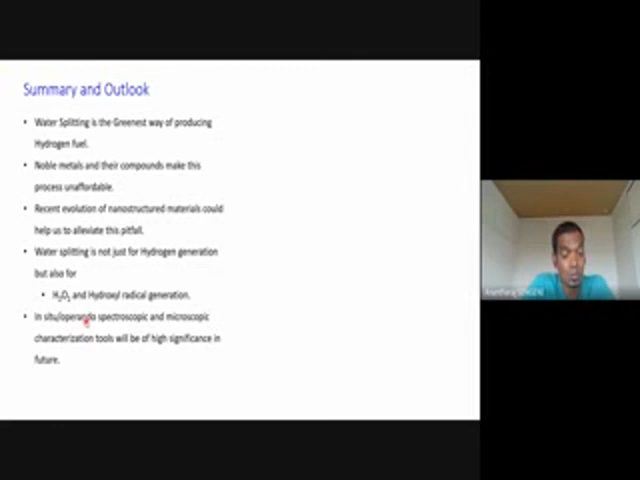 Summary and Outlook
• Water Splitting is the Greenest way of producing
Hydrogen fuel.
• Noble metals and their compounds make this
process unaffordable.
• Recent evolution of nanostructured materials could
help us to alleviate this pitfall.
• Water splitting is not just for Hydrogen generation
but also for
• H₂O₂ and Hydroxyl radical generation.
• In situ/operando spectroscopic and microscopic
characterization tools will be of high significance in
future.